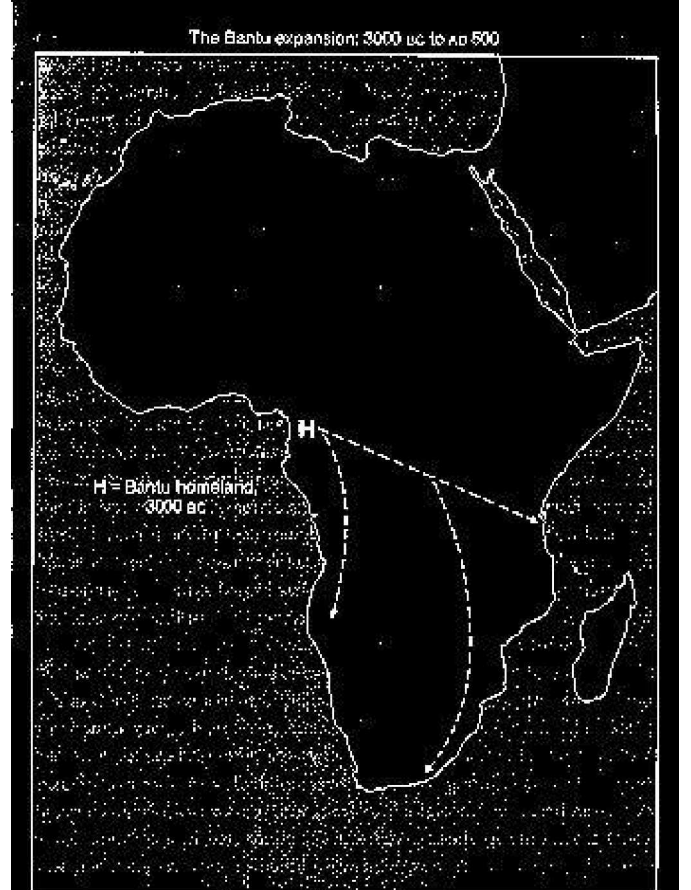 The Bantu expansion: 3000 BC to AD 500
H
H = Bantu homeland,
3000 BC